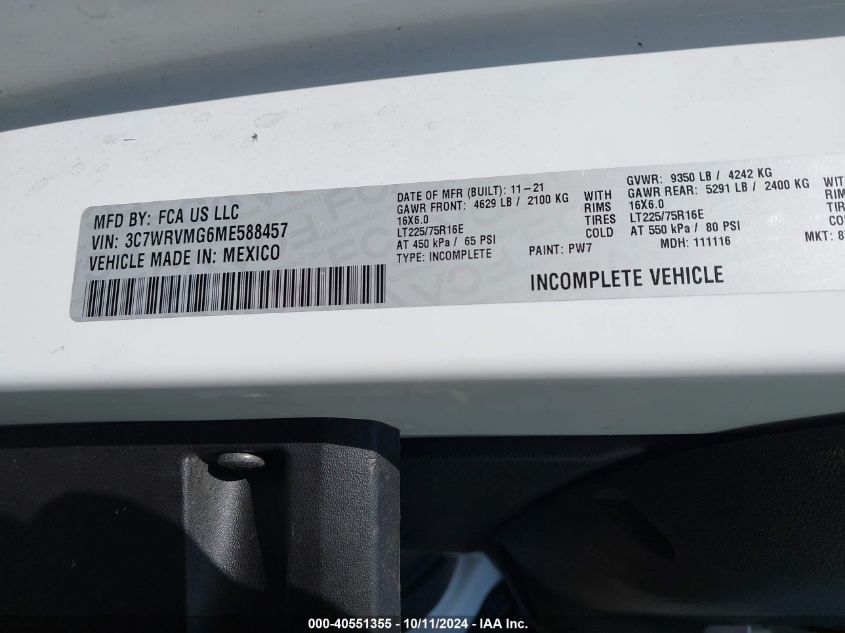 MFD BY: FCA US LLC
VIN: 3C7WRVMG6ME588457
VEHICLE MADE IN: MEXICO
DATE OF MFR (BUILT): 11-21
GAWR FRONT: 4629 LB / 2100 KG WITH
16X6.0 RIMS
LT225/75R16E TIRES
AT 450 kPa / 65 PSI COLD
TYPE: INCOMPLETE PAINT: PW7
GVWR: 9350 LB / 4242 KG
GAWR REAR: 5291 LB / 2400 KG
16X6.0
LT225/75R16E
AT 550 kPa / 80 PSI
MDH: 111116 MKT:
INCOMPLETE VEHICLE
000-40551355 - 10/11/2024 - IAA Inc.